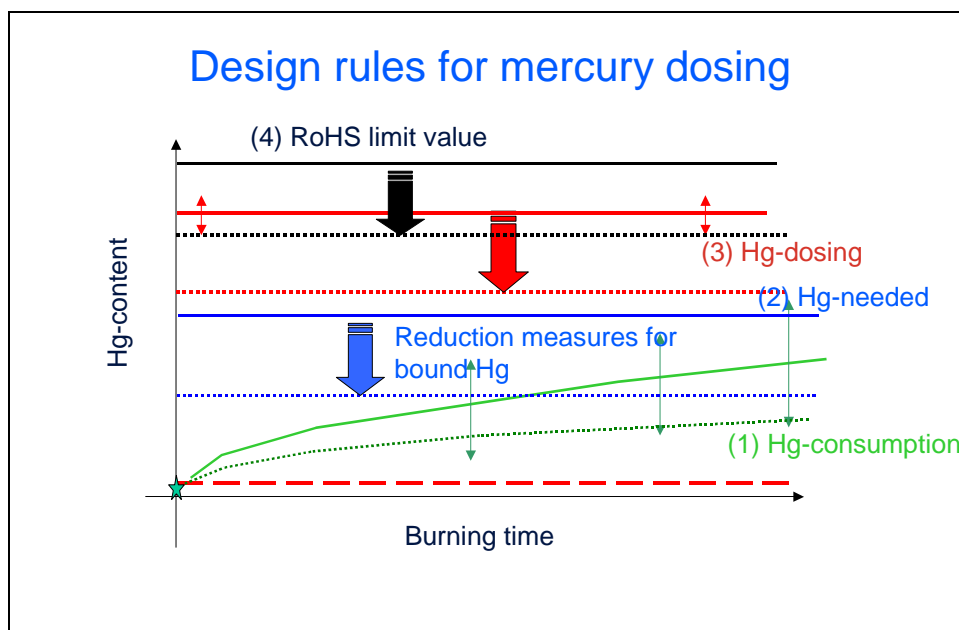 Design rules for mercury dosing
(4) RoHS limit value
Hg-content
(3) Hg-dosing
(2) Hg-needed
Reduction measures for
bound Hg
(1) Hg-consumption
Burning time